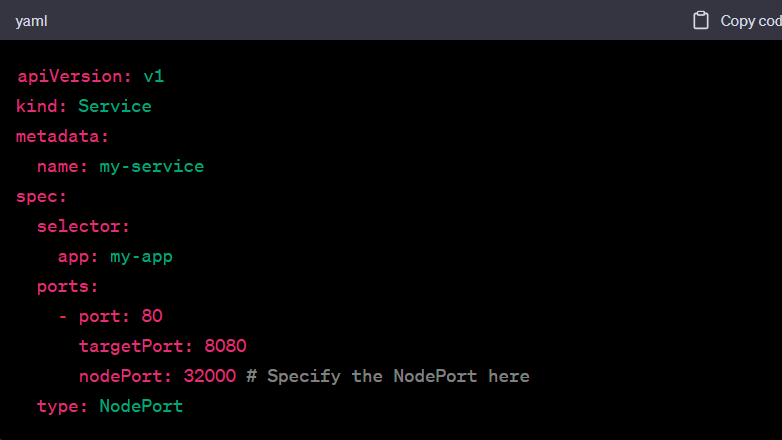 yaml
Copy cod
apiVersion: v1
kind: Service
metadata:
  name: my-service
spec:
  selector:
    app: my-app
  ports:
    - port: 80
      targetPort: 8080
      nodePort: 32000 # Specify the NodePort here
  type: NodePort